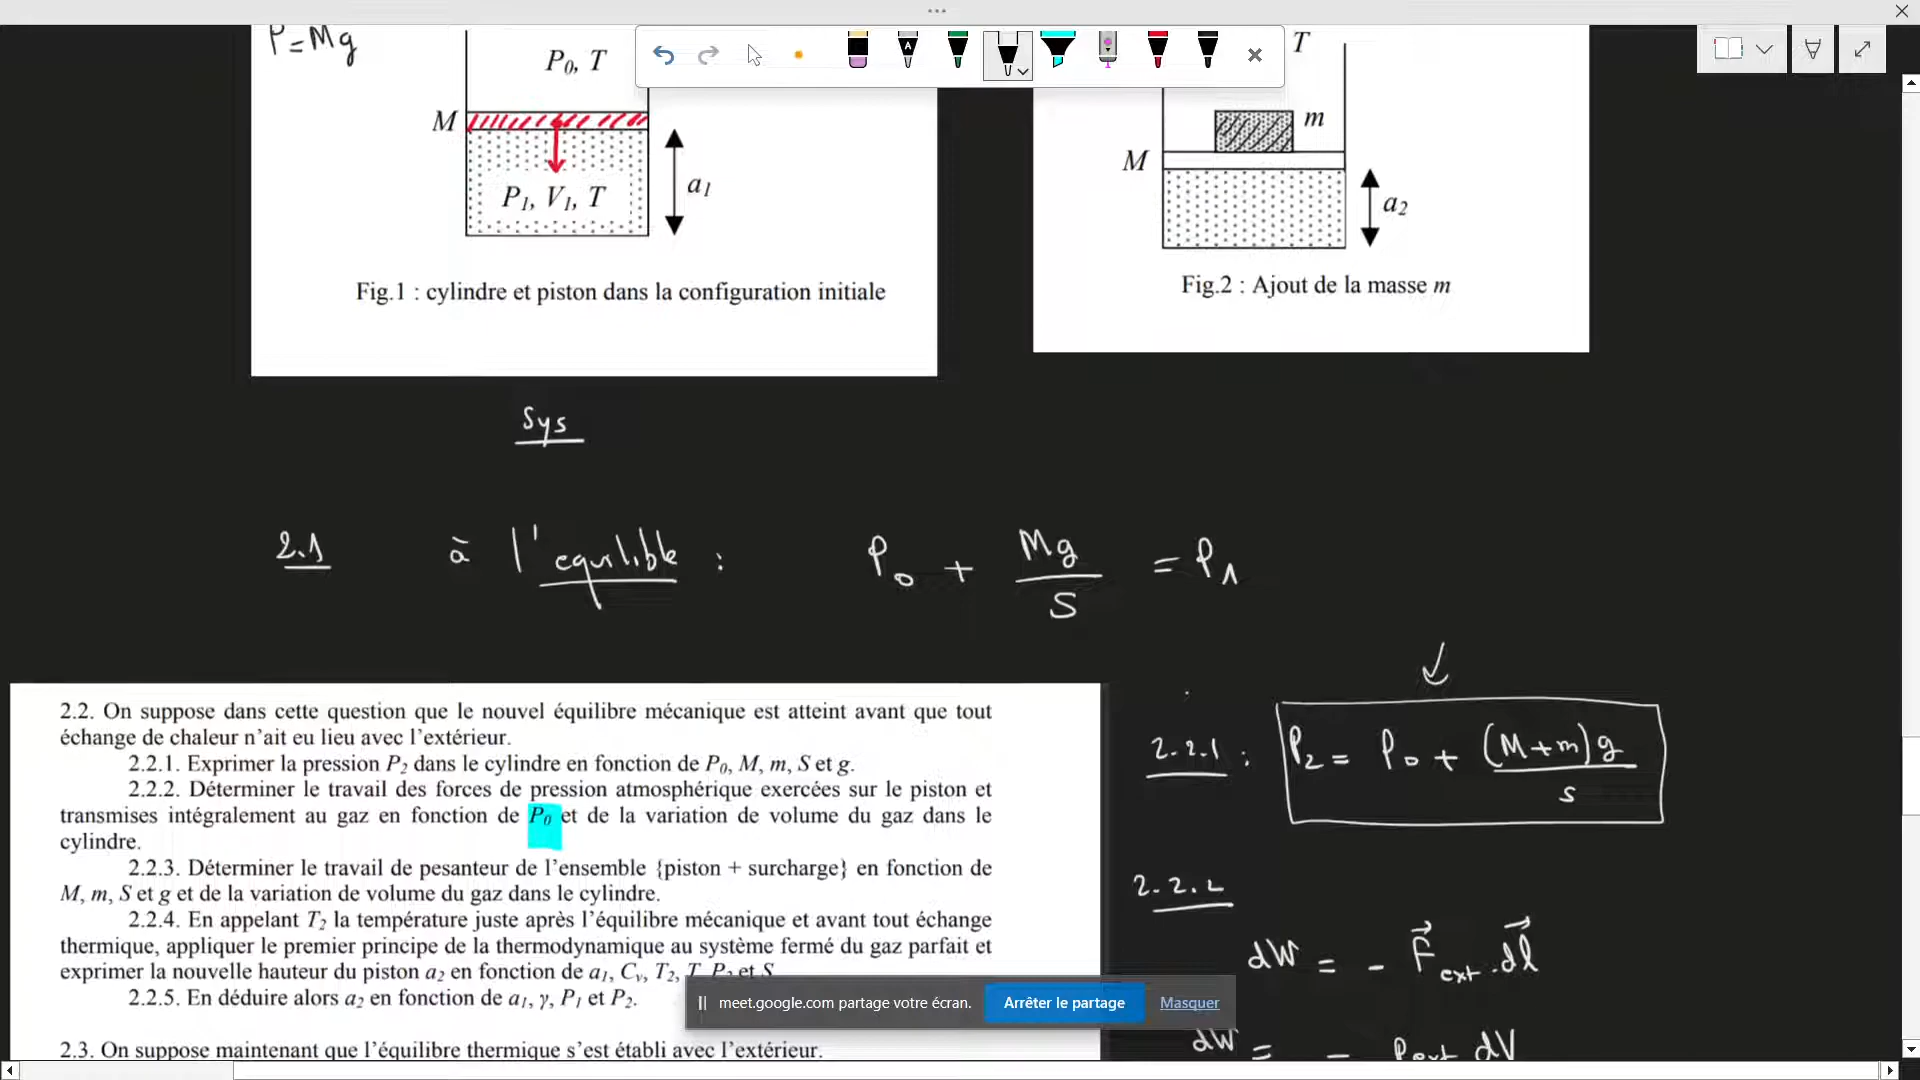 P=Mg
P0, T
M
P1, V1, T
a1
Fig.1 : cylindre et piston dans la configuration initiale
T
m
M
a2
Fig.2 : Ajout de la masse m
Sys
2.1 à l'equilible : P0 + Mg/S = P1
2.2. On suppose dans cette question que le nouvel équilibre mécanique est atteint avant que tout
échange de chaleur n'ait eu lieu avec l'extérieur.
2.2.1. Exprimer la pression P2 dans le cylindre en fonction de P0, M, m, S et g.
2.2.2. Déterminer le travail des forces de pression atmosphérique exercées sur le piston et
transmises intégralement au gaz en fonction de P0 et de la variation de volume du gaz dans le
cylindre.
2.2.3. Déterminer le travail de pesanteur de l'ensemble {piston + surcharge} en fonction de
M, m, S et g et de la variation de volume du gaz dans le cylindre.
2.2.4. En appelant T2 la température juste après l'équilibre mécanique et avant tout échange
thermique, appliquer le premier principe de la thermodynamique au système fermé du gaz parfait et
exprimer la nouvelle hauteur du piston a2 en fonction de a1, Cv, T2, T, P2 et S
2.2.5. En déduire alors a2 en fonction de a1, γ, P1 et P2.
2.3. On suppose maintenant que l'équilibre thermique s'est établi avec l'extérieur.
2.2.1 : P2 = P0 + (M+m)g/S
2.2.2
dW = - F⃗ext . dl⃗
dW = - Pext dV
meet.google.com partage votre écran. Arrêter le partage Masquer